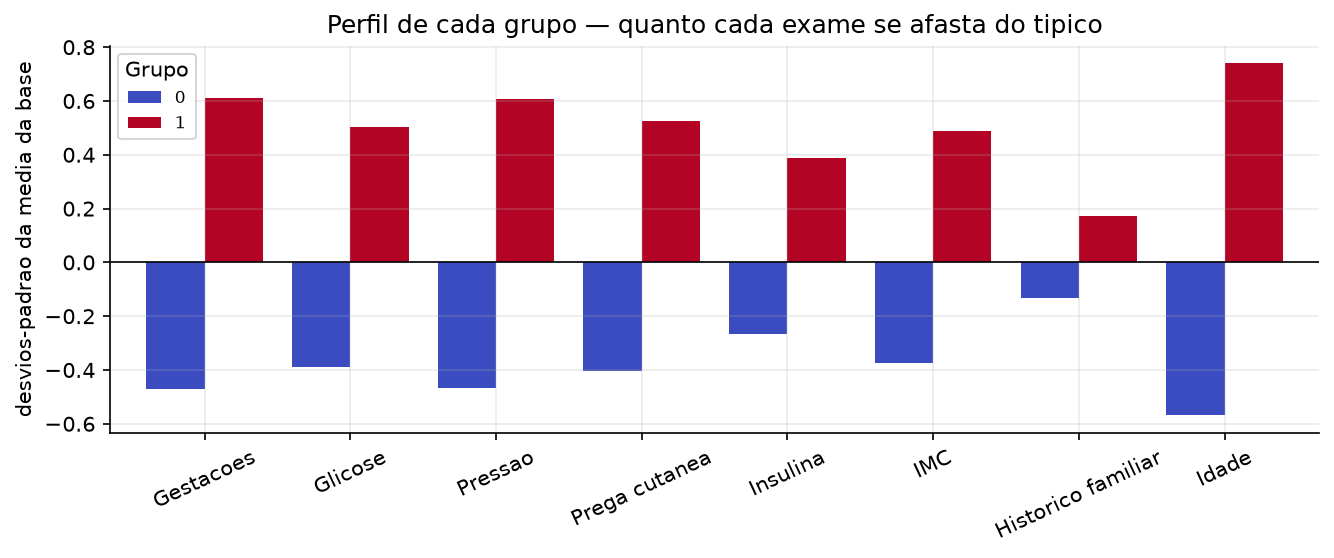 Perfil de cada grupo — quanto cada exame se afasta do tipico
desvios-padrao da media da base
0.8
0.6
0.4
0.2
0.0
−0.2
−0.4
−0.6
Grupo
0
1
Gestacoes
Glicose
Pressao
Prega cutanea
Insulina
IMC
Historico familiar
Idade